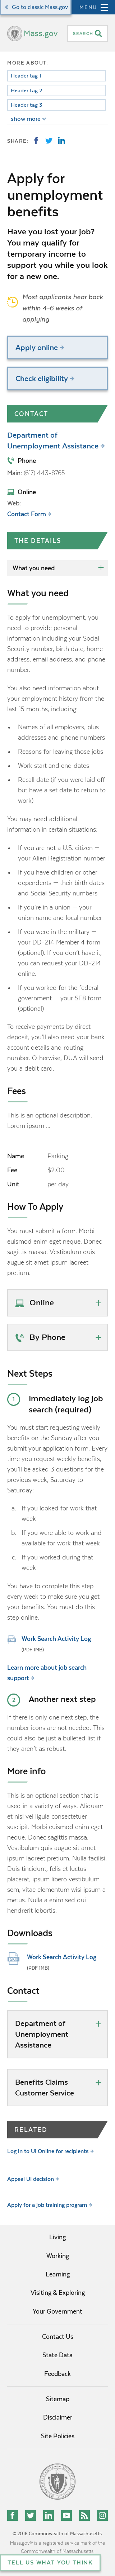 Go to classic Mass.gov
MENU
Mass.gov
SEARCH
MORE ABOUT
Header tag 1
Header tag 2
Header tag 3
show more
SHARE
Apply for
unemployment
benefits
Have you lost your job?
You may qualify for
temporary income to
support you while you look
for a new one.
Most applicants hear back
within 4-6 weeks of
applying
Apply online
Check eligibility
CONTACT
Department of
Unemployment Assistance
Phone
Main: (617) 443-8765
Online
Web:
Contact Form
THE DETAILS
What you need
What you need
To apply for unemployment, you
need to provide personal
information including your Social
Security number, birth date, home
address, email address, and phone
number.
You also need information about
your employment history from the
last 15 months, including:
• Names of all employers, plus
addresses and phone numbers
• Reasons for leaving those jobs
• Work start and end dates
• Recall date (if you were laid off
but have a set date to return to
work)
You may need additional
information in certain situations:
• If you are not a U.S. citizen —
your Alien Registration number
• If you have children or other
dependents — their birth dates
and Social Security numbers
• If you're in a union — your
union name and local number
• If you were in the military —
your DD-214 Member 4 form
(optional). If you don't have it,
you can request your DD-214
online.
• If you worked for the federal
government — your SF8 form
(optional)
To receive payments by direct
deposit, you'll also need your bank
account details and routing
number. Otherwise, DUA will send
you a debit card.
Fees
This is an optional description.
Lorem ipsum ...
Name Parking
Fee $2.00
Unit per day
How To Apply
You must submit a form. Morbi
euismod enim eget neque. Donec
sagittis massa. Vestibulum quis
augue sit amet ipsum laoreet
pretium.
Online
By Phone
Next Steps
1 Immediately log job
search (required)
You must start requesting weekly
benefits on the Sunday after you
submit your application form. Every
time you request weekly benefits,
you'll be asked 3 questions for the
previous week, Saturday to
Saturday:
a. If you looked for work that
week
b. If you were able to work and
available for work that week
c. If you worked during that
week
You have to complete this step
every week to make sure you get
your benefits. You must do this
step online.
Work Search Activity Log
(PDF 1MB)
Learn more about job search
support
2 Another next step
If there is only one next step, the
number icons are not needed. This
could also be just a bulleted list if
they aren't is a robust.
More info
This is an optional section that is
used in a variety of ways. Aliquam
a nisl vel nisl optional sagittis
lobortis. You must submit a form.
Morbi euismod enim eget neque.
Donec sagittis massa. Vestibulum
quis augue sit amet ipsum laoreet
pretium. Nulla facilisi.
Duis tincidunt, felis et luctus
placerat, ipsum libero vestibulum
sem, vitae elementum wisi ipsum a
metus. Nulla a enim sed dui
hendrerit lobortis.
Downloads
Work Search Activity Log
(PDF 1MB)
Contact
Department of
Unemployment
Assistance
Benefits Claims
Customer Service
RELATED
Log in to UI Online for recipients
Appeal UI decision
Apply for a job training program
Living
Working
Learning
Visiting & Exploring
Your Government
Contact Us
State Data
Feedback
Sitemap
Disclaimer
Site Policies
© 2018 Commonwealth of Massachusetts.
Mass.gov® is a registered service mark of the
Commonwealth of Massachusetts.
TELL US WHAT YOU THINK